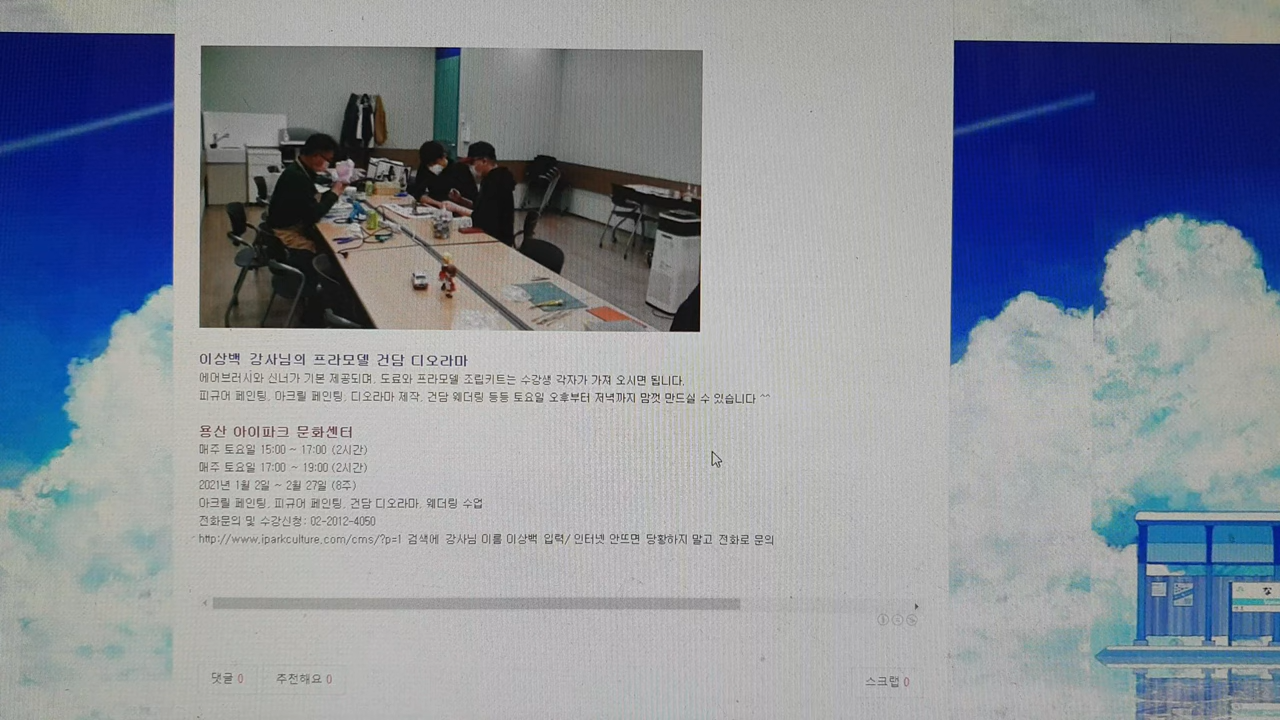 이상백 강사님의 프라모델 건담 디오라마
에어브러시와 신너가 기본 제공되며, 도료와 프라모델 조립키트는 수강생 각자가 가져 오시면 됩니다.
피규어 페인팅, 아크릴 페인팅, 디오라마 제작, 건담 웨더링 등등 토요일 오후부터 저녁까지 맘껏 만드실 수 있습니다 ^^
용산 아이파크 문화센터
매주 토요일 15:00 ~ 17:00 (2시간)
매주 토요일 17:00 ~ 19:00 (2시간)
2021년 1월 2일 ~ 2월 27일 (8주)
아크릴 페인팅, 피규어 페인팅, 건담 디오라마, 웨더링 수업
전화문의 및 수강신청: 02-2012-4050
http://www.iparkculture.com/cms/?p=1 검색에 강사님 이름 이상백 입력/ 인터넷 안뜨면 당황하지 말고 전화로 문의
댓글 0 추천해요 0 스크랩 0